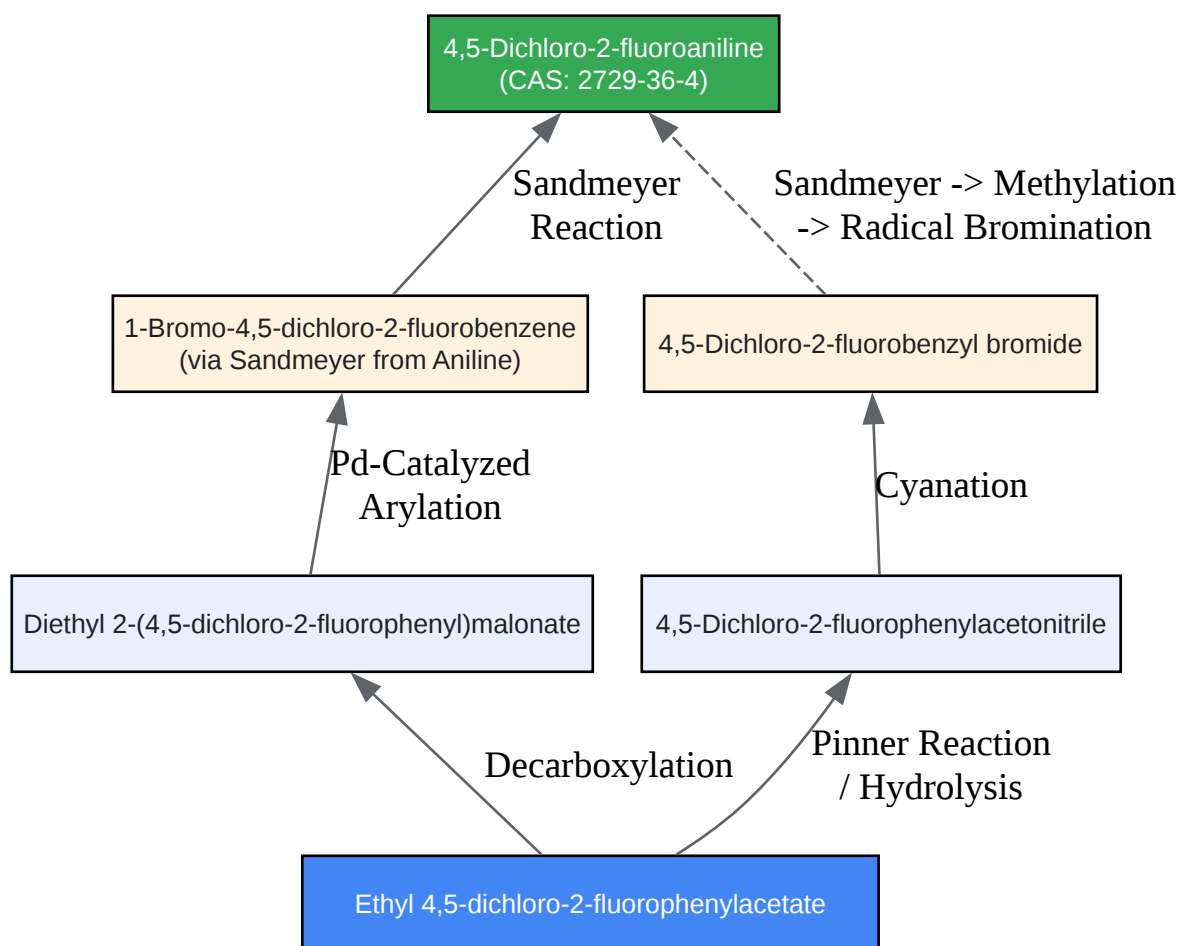 4,5-Dichloro-2-fluoroaniline
(CAS: 2729-36-4)
Sandmeyer
Reaction
Sandmeyer -> Methylation
-> Radical Bromination
1-Bromo-4,5-dichloro-2-fluorobenzene
(via Sandmeyer from Aniline)
4,5-Dichloro-2-fluorobenzyl bromide
Pd-Catalyzed
Arylation
Cyanation
Diethyl 2-(4,5-dichloro-2-fluorophenyl)malonate
4,5-Dichloro-2-fluorophenylacetonitrile
Decarboxylation
Pinner Reaction
/ Hydrolysis
Ethyl 4,5-dichloro-2-fluorophenylacetate